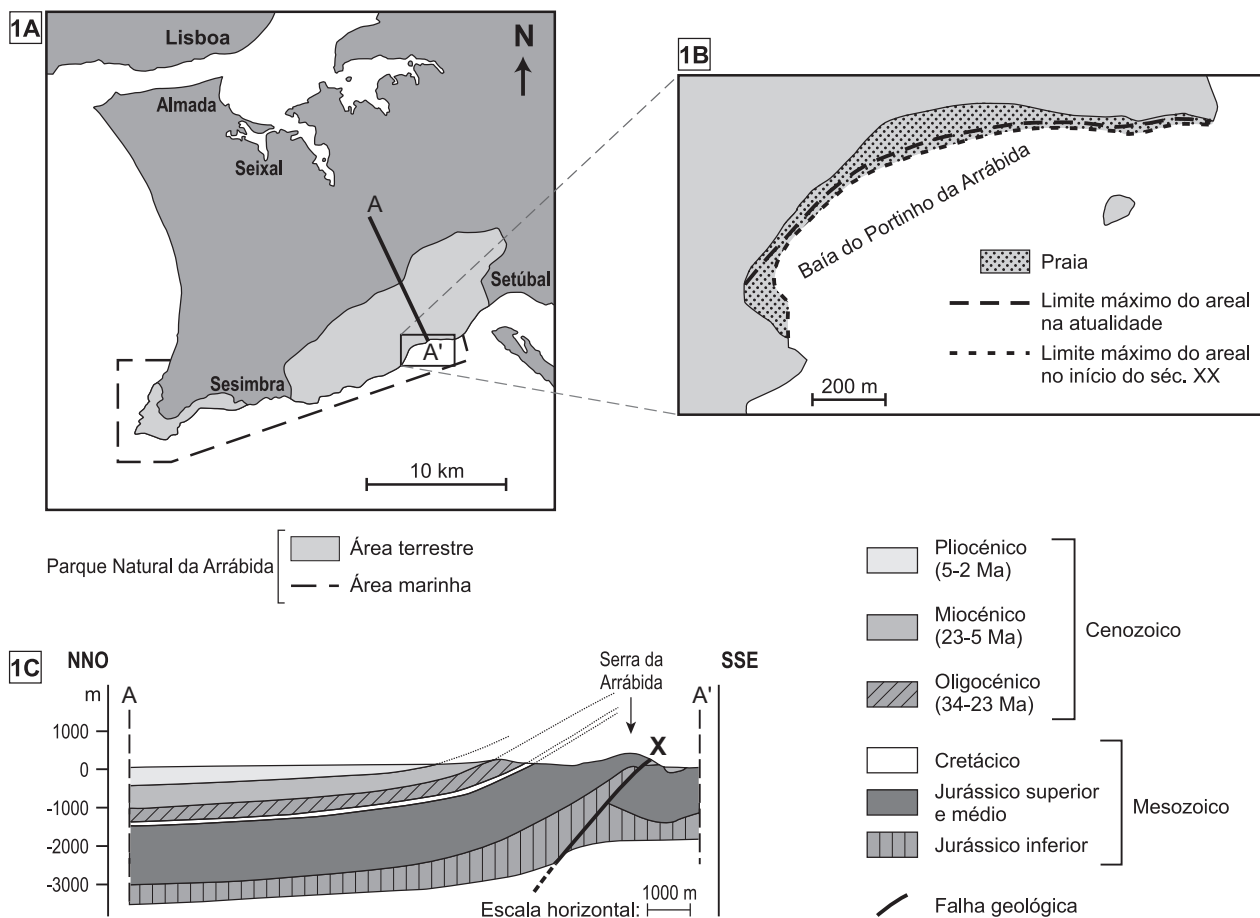 1A
Lisboa
N
Almada
Seixal
A
Setúbal
A'
Sesimbra
10 km
1B
Baía do Portinho da Arrábida
Praia
Limite máximo do areal
na atualidade
Limite máximo do areal
no início do séc. XX
200 m
Parque Natural da Arrábida
Área terrestre
Área marinha
1C
NNO
Serra da
Arrábida
SSE
m
A
X
A'
1000
0
-1000
-2000
-3000
Escala horizontal: 1000 m
Pliocénico
(5-2 Ma)
Miocénico
(23-5 Ma)
Cenozoico
Oligocénico
(34-23 Ma)
Cretácico
Jurássico superior
e médio
Mesozoico
Jurássico inferior
Falha geológica